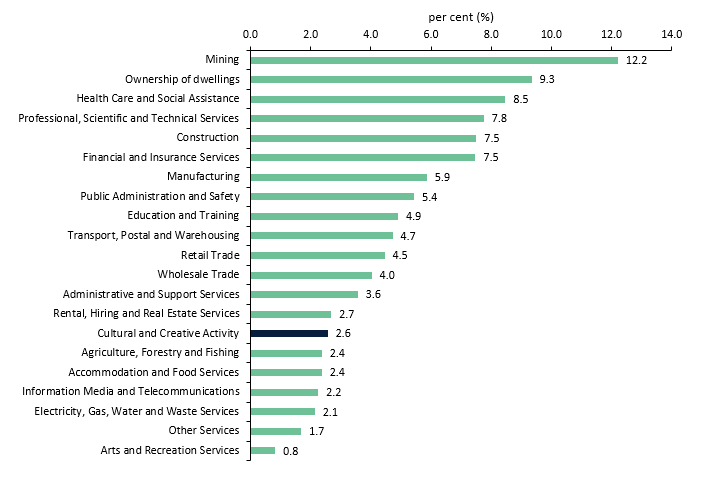 per cent (%)
0.0 2.0 4.0 6.0 8.0 10.0 12.0 14.0
Mining 12.2
Ownership of dwellings 9.3
Health Care and Social Assistance 8.5
Professional, Scientific and Technical Services 7.8
Construction 7.5
Financial and Insurance Services 7.5
Manufacturing 5.9
Public Administration and Safety 5.4
Education and Training 4.9
Transport, Postal and Warehousing 4.7
Retail Trade 4.5
Wholesale Trade 4.0
Administrative and Support Services 3.6
Rental, Hiring and Real Estate Services 2.7
Cultural and Creative Activity 2.6
Agriculture, Forestry and Fishing 2.4
Accommodation and Food Services 2.4
Information Media and Telecommunications 2.2
Electricity, Gas, Water and Waste Services 2.1
Other Services 1.7
Arts and Recreation Services 0.8